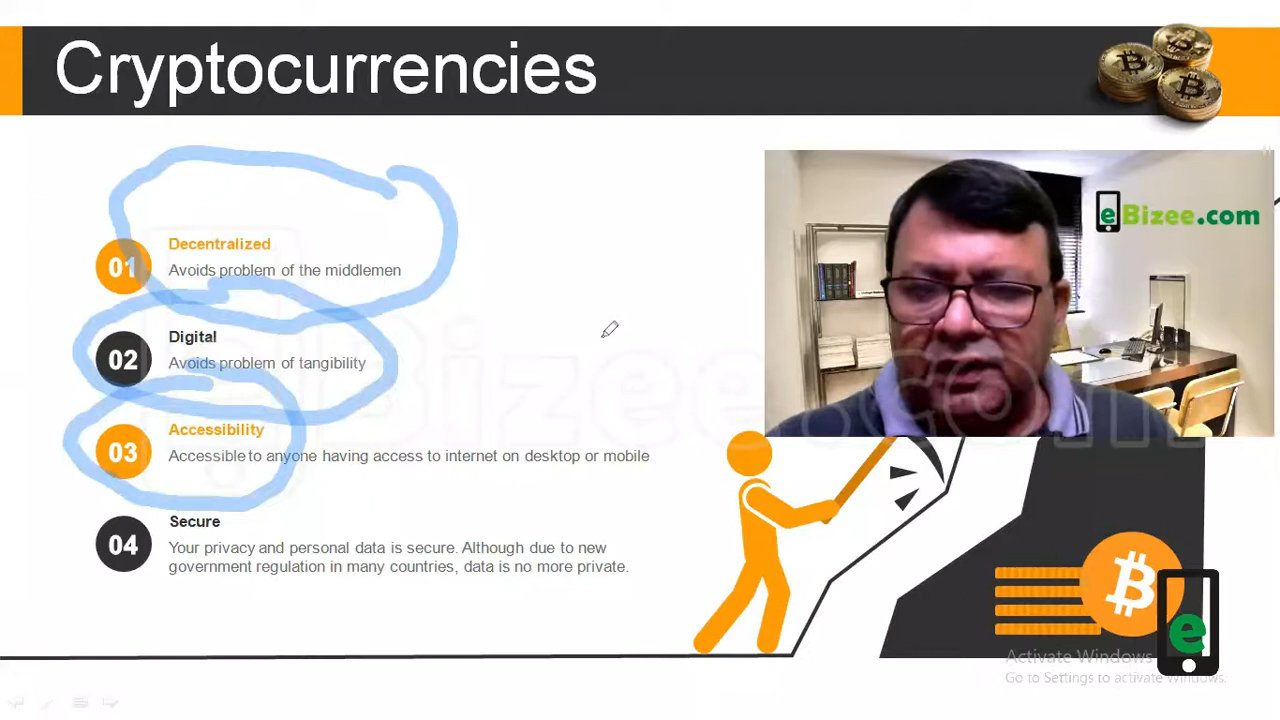 Cryptocurrencies
eBizee.com
01
Decentralized
Avoids problem of the middlemen
02
Digital
Avoids problem of tangibility
eBizee.com
03
Accessibility
Accessible to anyone having access to internet on desktop or mobile
04
Secure
Your privacy and personal data is secure. Although due to new
government regulation in many countries, data is no more private.
e
Activate Windows
Go to Settings to activate Windows.